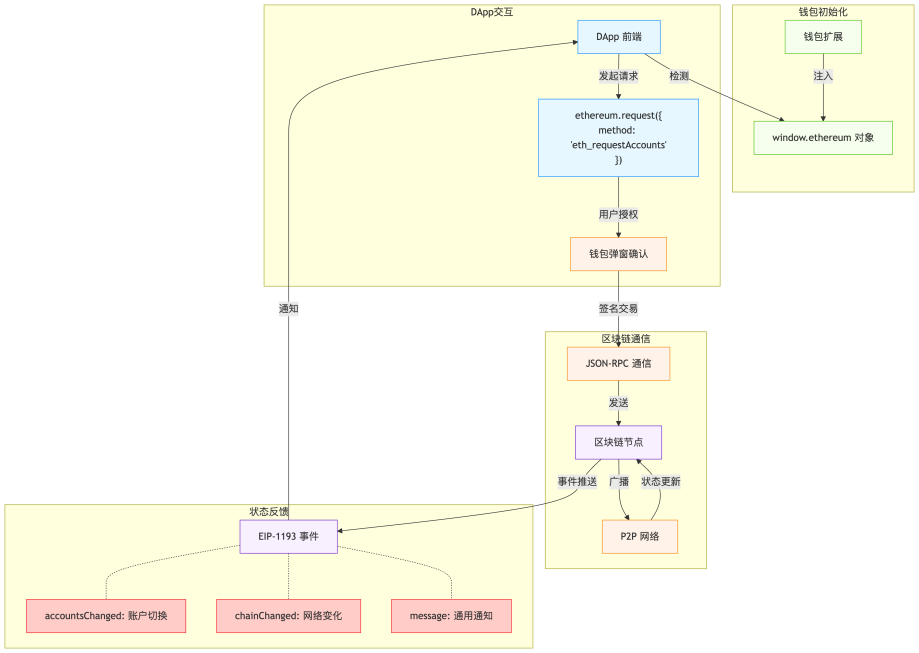 DApp交互
钱包初始化
DApp 前端
钱包扩展
发起请求
检测
注入
ethereum.request({
method:
'eth_requestAccounts'
})
window.ethereum 对象
用户授权
钱包弹窗确认
通知
签名交易
区块链通信
JSON-RPC 通信
发送
区块链节点
事件推送
广播
状态更新
状态反馈
EIP-1193 事件
P2P 网络
accountsChanged: 账户切换
chainChanged: 网络变化
message: 通用通知